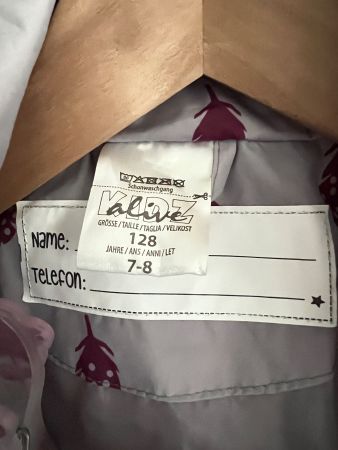 Schonwaschgang
KIDZ
alive
GRÖSSE/TAILLE/TAGLIA/VELIKOST
128
JAHRE/ANS/ANNI/LET
7-8
Name:
Telefon: